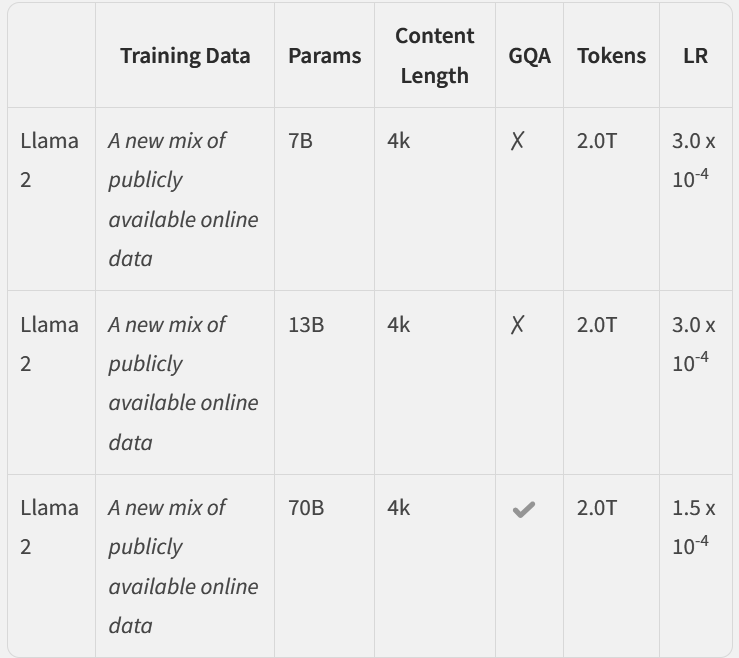 Training Data Params Content Length GQA Tokens LR
Llama 2 A new mix of publicly available online data 7B 4k ✗ 2.0T 3.0 x 10⁻⁴
Llama 2 A new mix of publicly available online data 13B 4k ✗ 2.0T 3.0 x 10⁻⁴
Llama 2 A new mix of publicly available online data 70B 4k ✔ 2.0T 1.5 x 10⁻⁴